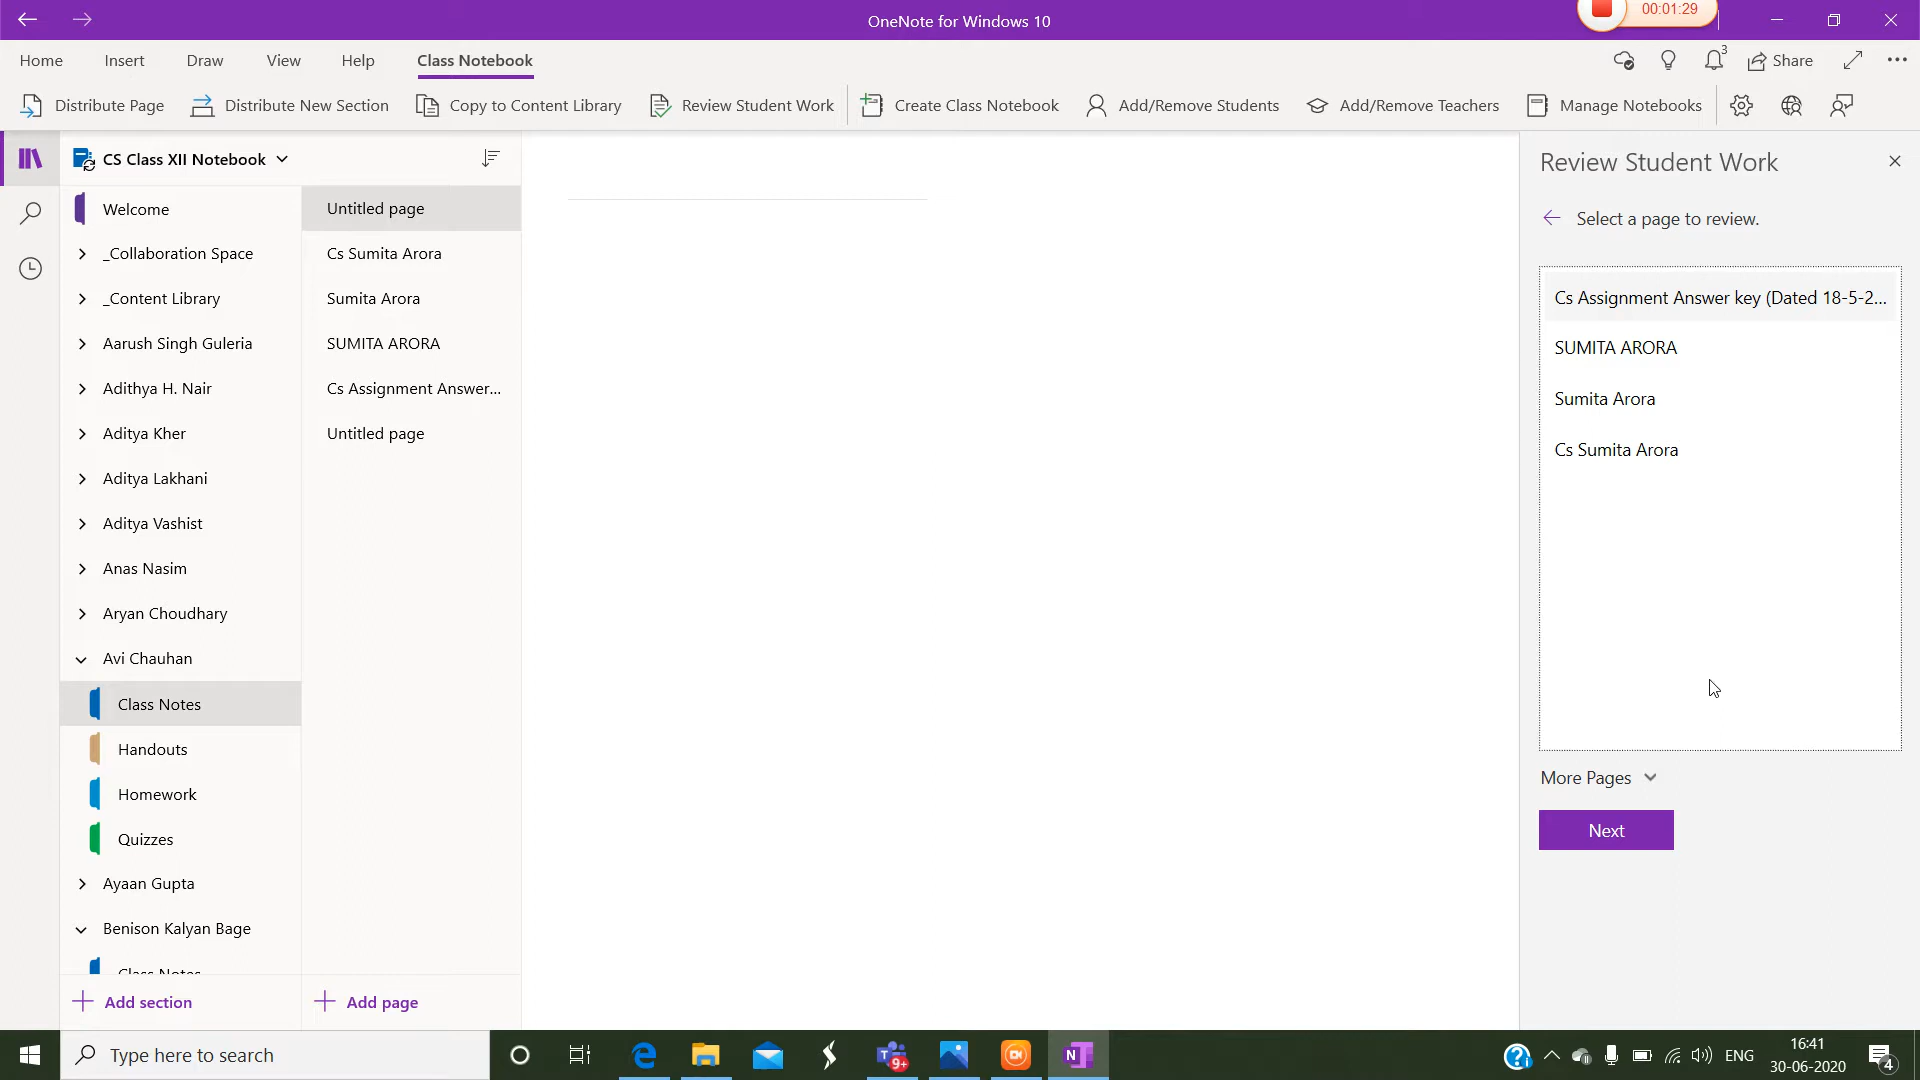 OneNote for Windows 10
00:01:29
Home Insert Draw View Help Class Notebook
3
Share
Distribute Page Distribute New Section Copy to Content Library Review Student Work Create Class Notebook Add/Remove Students Add/Remove Teachers Manage Notebooks
CS Class XII Notebook
Welcome
_Collaboration Space
_Content Library
Aarush Singh Guleria
Adithya H. Nair
Aditya Kher
Aditya Lakhani
Aditya Vashist
Anas Nasim
Aryan Choudhary
Avi Chauhan
Class Notes
Handouts
Homework
Quizzes
Ayaan Gupta
Benison Kalyan Bage
Class Notes
Add section
Untitled page
Cs Sumita Arora
Sumita Arora
SUMITA ARORA
Cs Assignment Answer...
Untitled page
Add page
Review Student Work
Select a page to review.
Cs Assignment Answer key (Dated 18-5-2...
SUMITA ARORA
Sumita Arora
Cs Sumita Arora
More Pages
Next
Type here to search
9+
N
ENG
16:41
30-06-2020
4